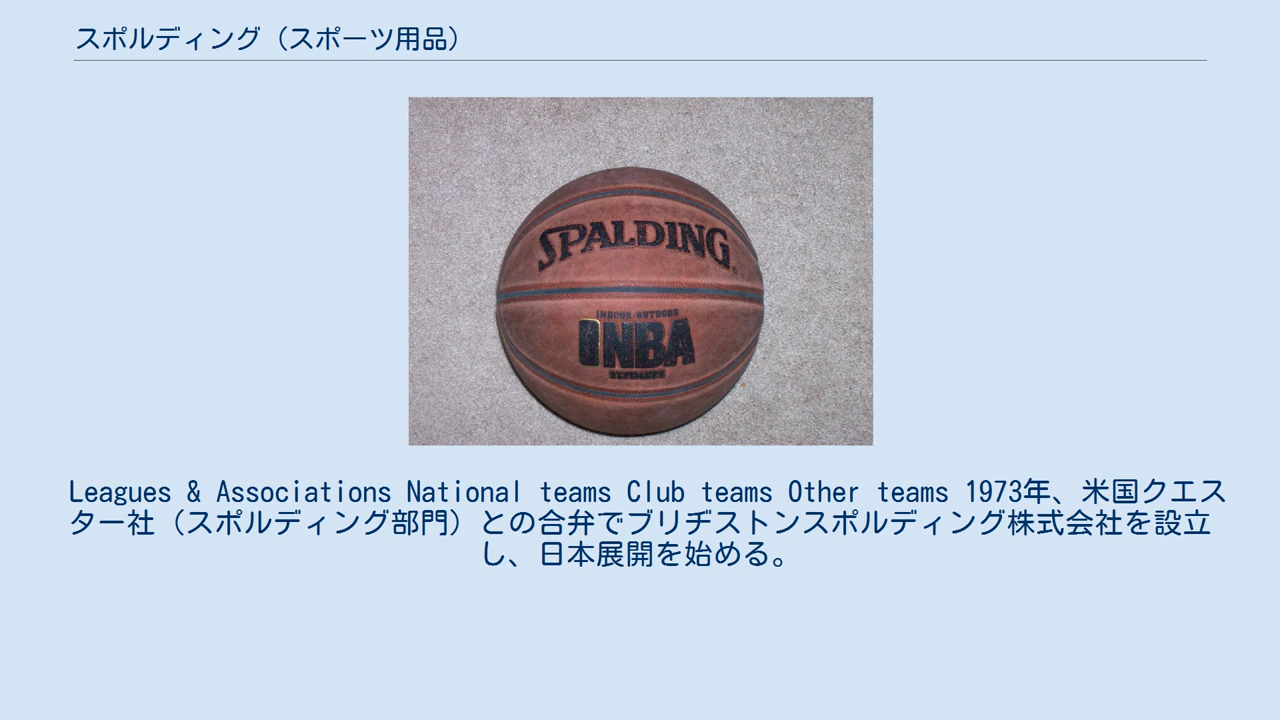 スポルディング（スポーツ用品）
SPALDING
INDOOR OUTDOOR
NBA
Leagues & Associations National teams Club teams Other teams 1973年、米国クエス
ター社（スポルディング部門）との合弁でブリヂストンスポルディング株式会社を設立
し、日本展開を始める。